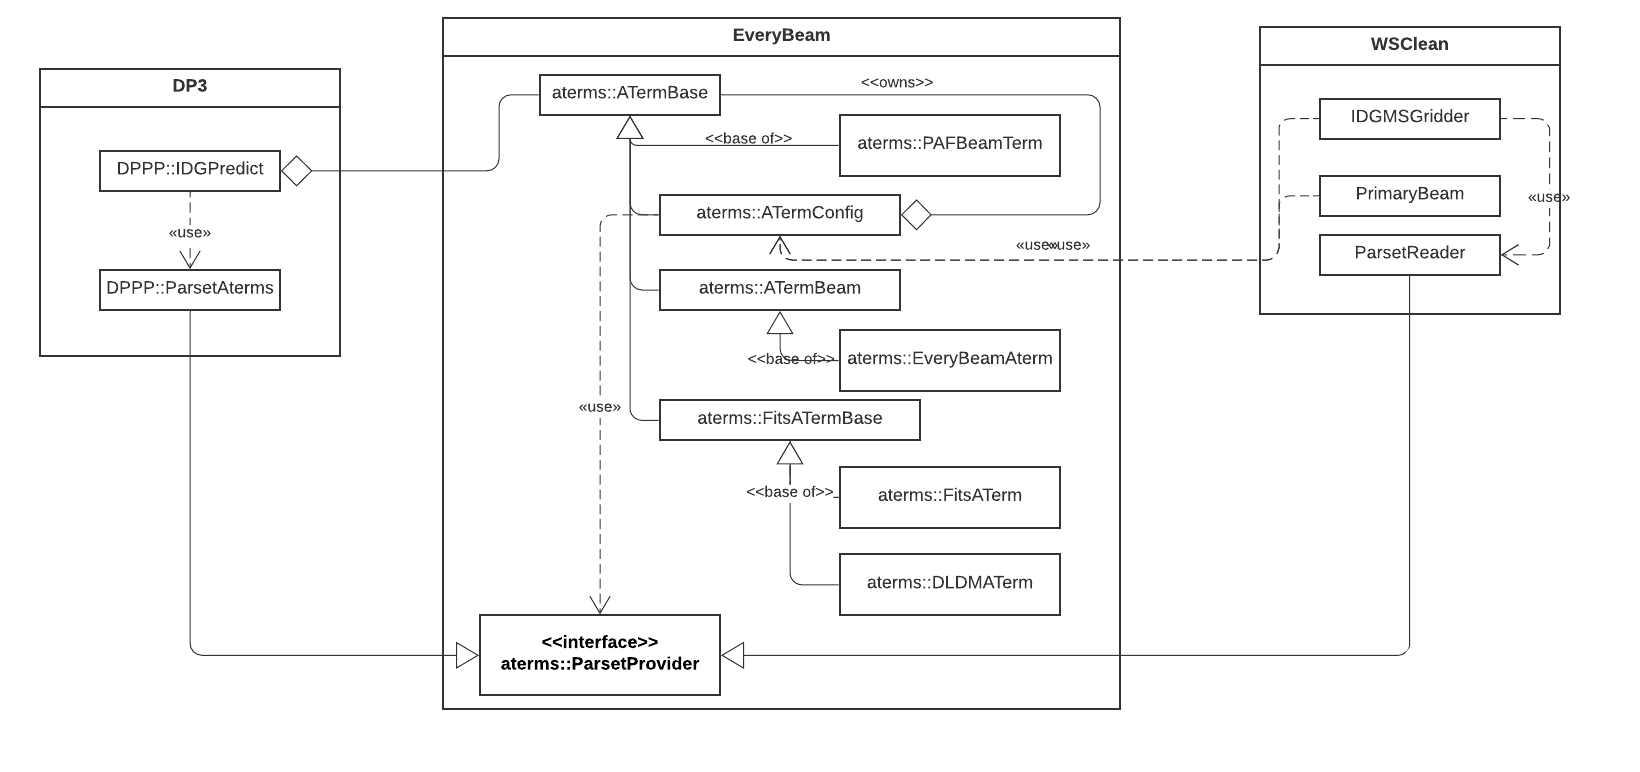 EveryBeam
WSClean
DP3
aterms::ATermBase
<<owns>>
IDGMSGridder
<<base of>>
aterms::PAFBeamTerm
DPPP::IDGPredict
PrimaryBeam
«use»
aterms::ATermConfig
«use»
«use»
«use»
ParsetReader
DPPP::ParsetAterms
aterms::ATermBeam
<<base of>>
aterms::EveryBeamAterm
«use»
aterms::FitsATermBase
<<base of>>
aterms::FitsATerm
aterms::DLDMATerm
<<interface>>
aterms::ParsetProvider